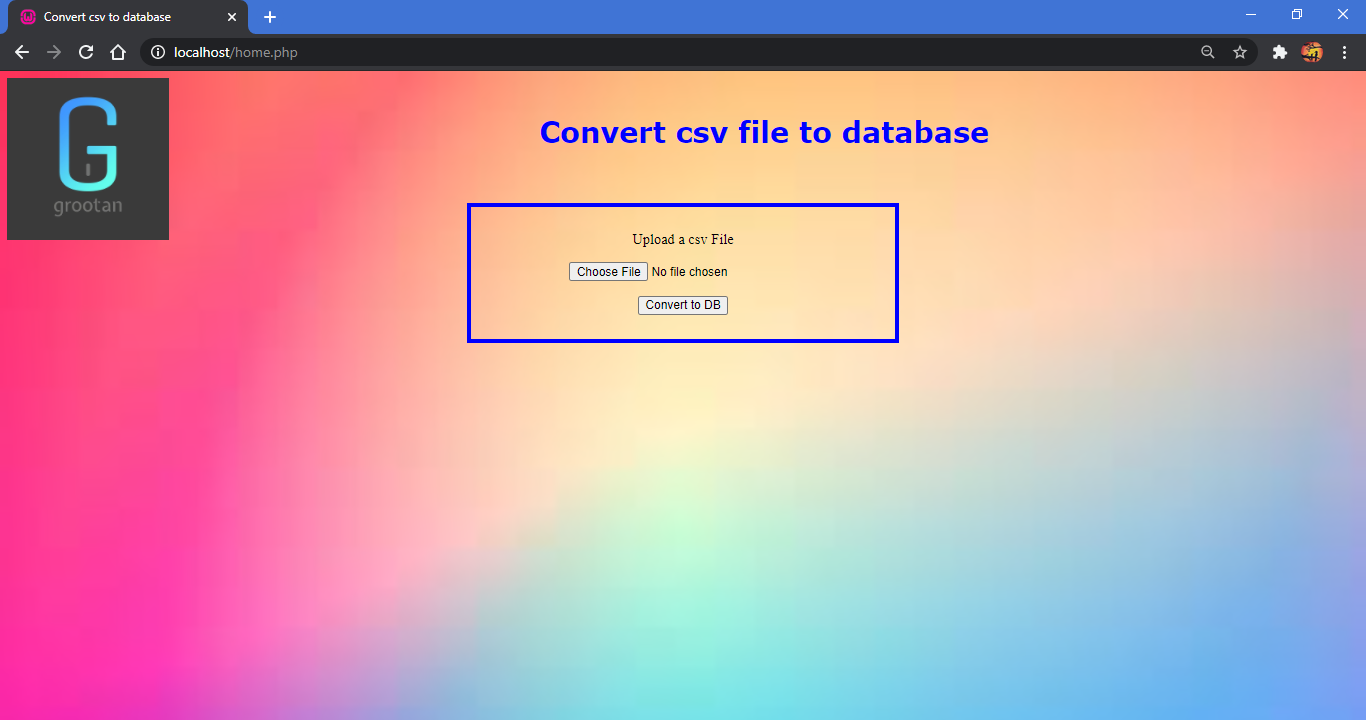 Convert csv to database
localhost/home.php
grootan
Convert csv file to database
Upload a csv File
Choose File No file chosen
Convert to DB